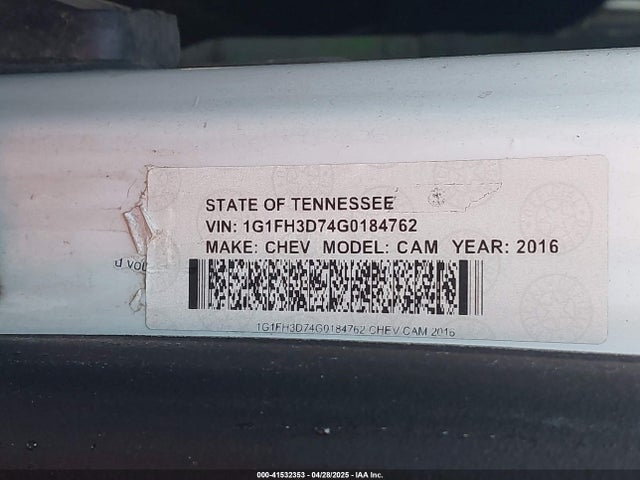 STATE OF TENNESSEE
VIN: 1G1FH3D74G0184762
MAKE: CHEV MODEL: CAM YEAR: 2016
1G1FH3D74G0184762 CHEV CAM 2016
000-41532353 - 04/28/2025 - IAA Inc.